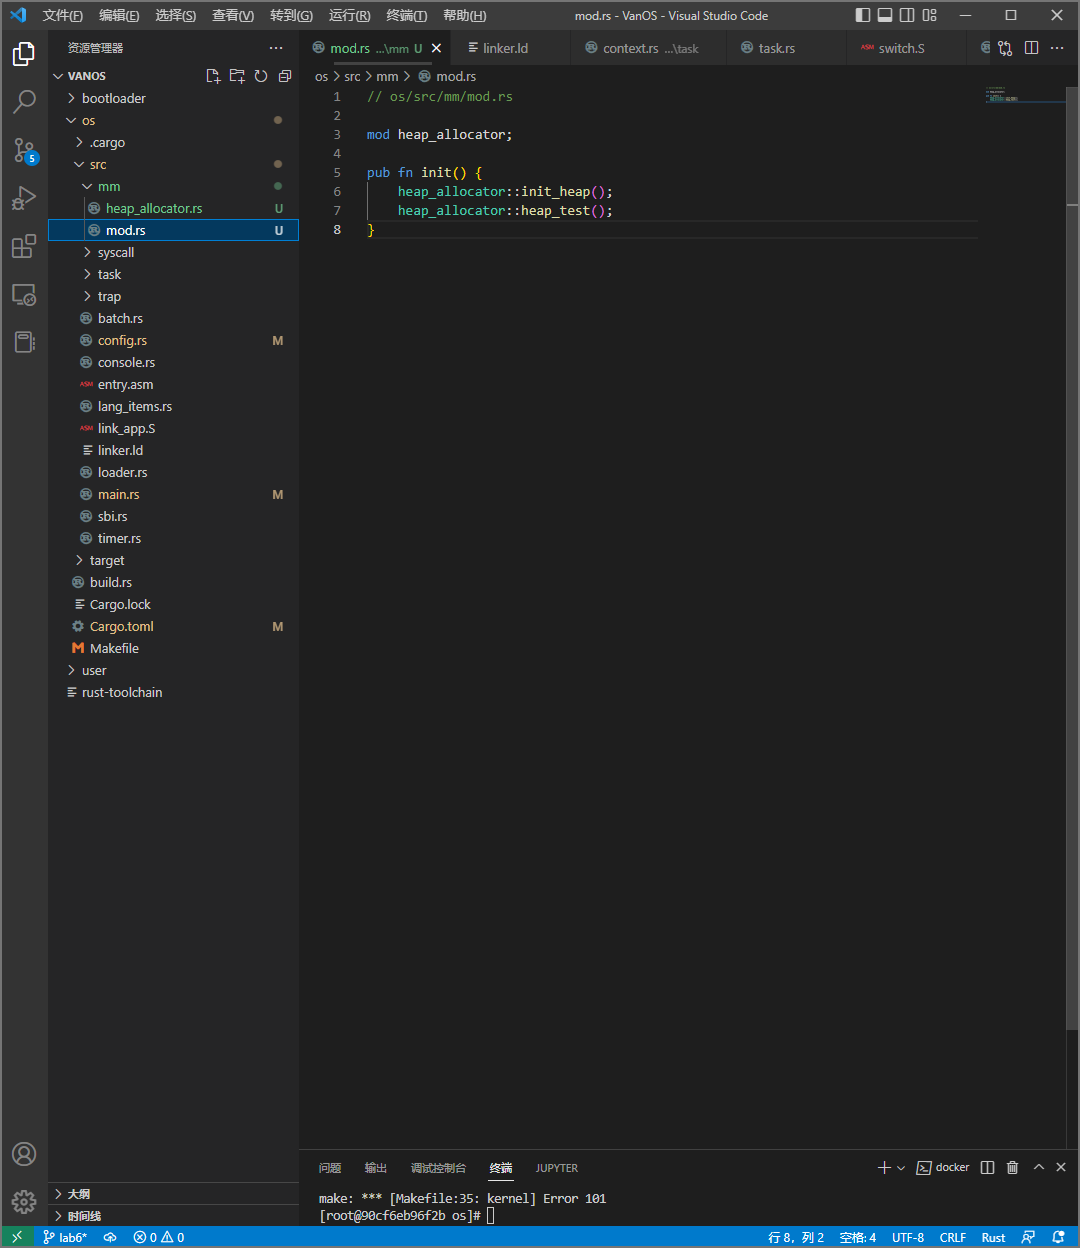 文件(F) 编辑(E) 选择(S) 查看(V) 转到(G) 运行(R) 终端(T) 帮助(H) mod.rs - VanOS - Visual Studio Code
资源管理器
VANOS
bootloader
os
.cargo
src
mm
heap_allocator.rs U
mod.rs U
syscall
task
trap
batch.rs
config.rs M
console.rs
ASM entry.asm
lang_items.rs
ASM link_app.S
linker.ld
loader.rs
main.rs M
sbi.rs
timer.rs
target
build.rs
Cargo.lock
Cargo.toml M
Makefile
user
rust-toolchain
大纲
时间线
mod.rs ...\mm U linker.ld context.rs ...\task task.rs ASM switch.S
os > src > mm > mod.rs
1 // os/src/mm/mod.rs
2
3 mod heap_allocator;
4
5 pub fn init() {
6 heap_allocator::init_heap();
7 heap_allocator::heap_test();
8 }
问题 输出 调试控制台 终端 JUPYTER docker
make: *** [Makefile:35: kernel] Error 101
[root@90cf6eb96f2b os]#
5
lab6* 0 0 行 8，列 2 空格: 4 UTF-8 CRLF Rust